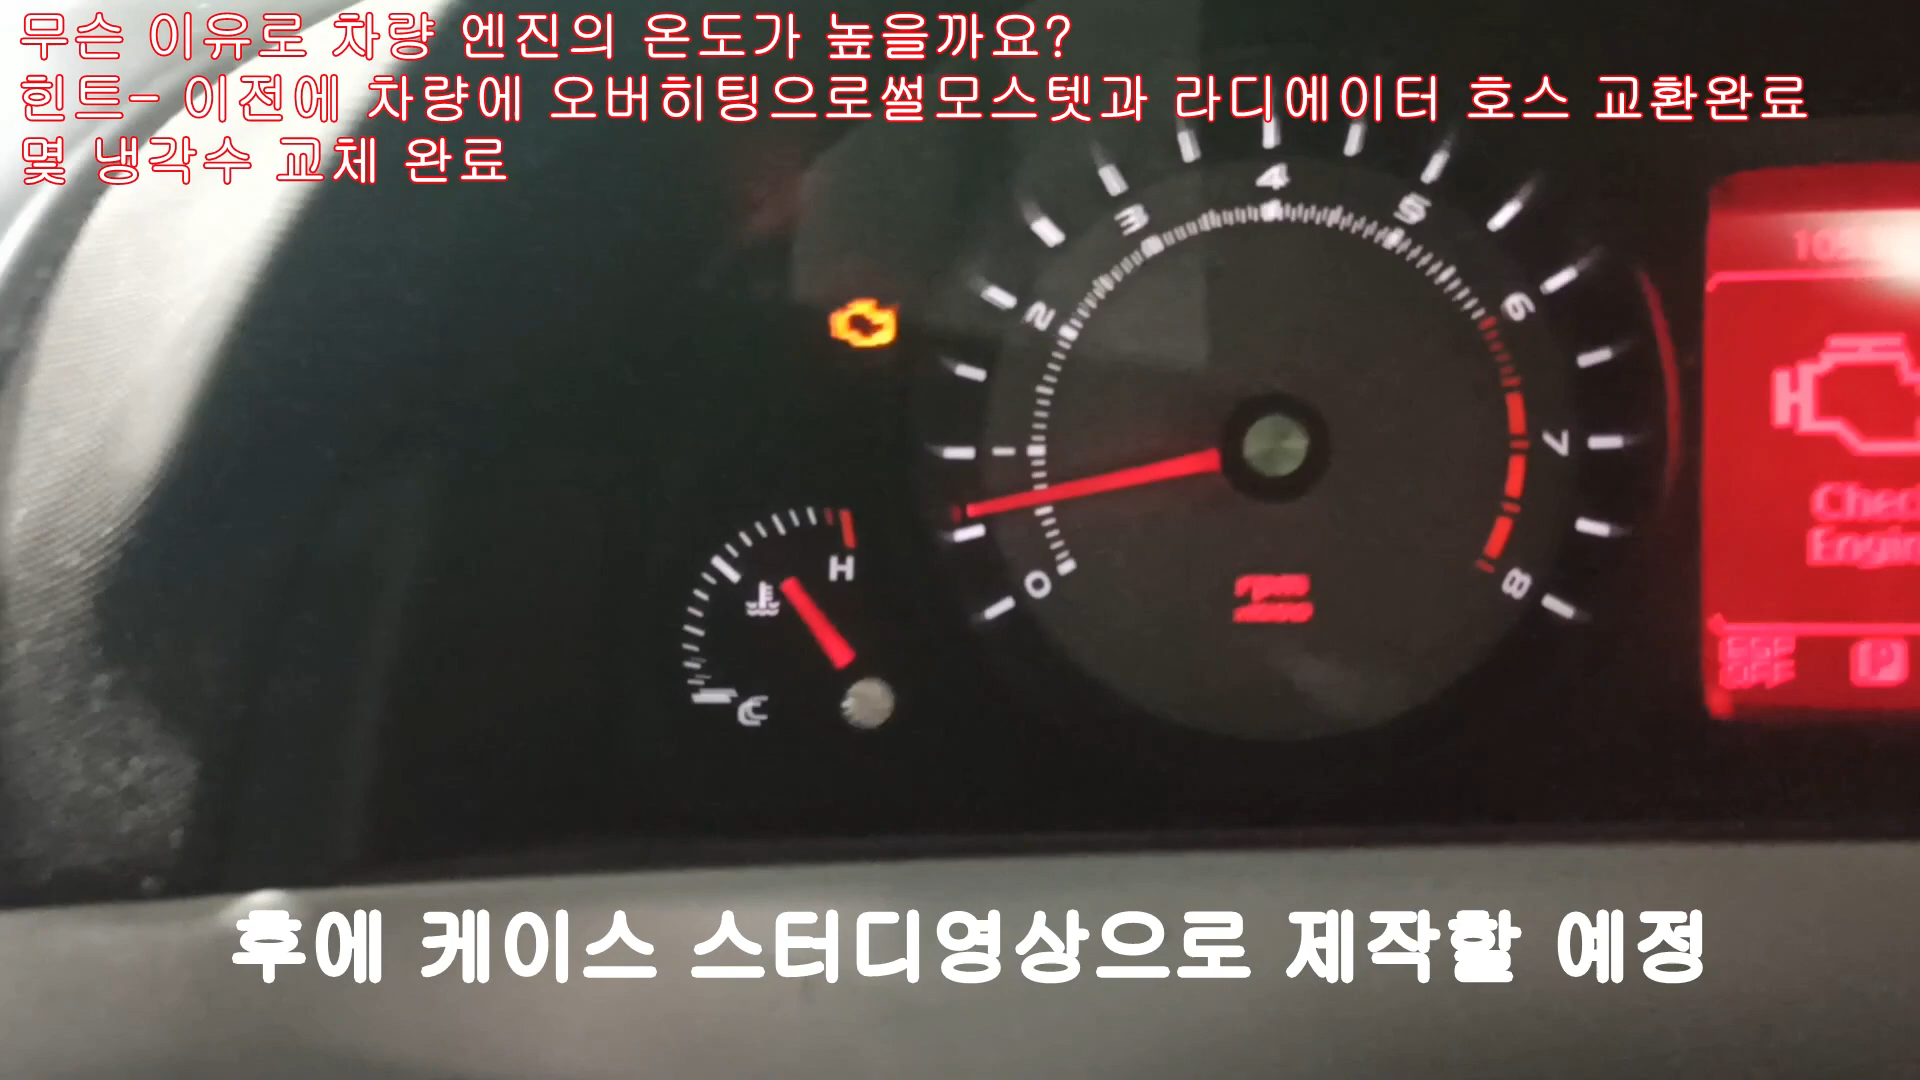 무슨 이유로 차량 엔진의 온도가 높을까요?
힌트- 이전에 차량에 오버히팅으로썰모스텟과 라디에이터 호스 교환완료
몇 냉각수 교체 완료
0
2
3
4
5
6
7
8
H
C
Check
ESP
OFF
P
후에 케이스 스터디영상으로 제작할 예정